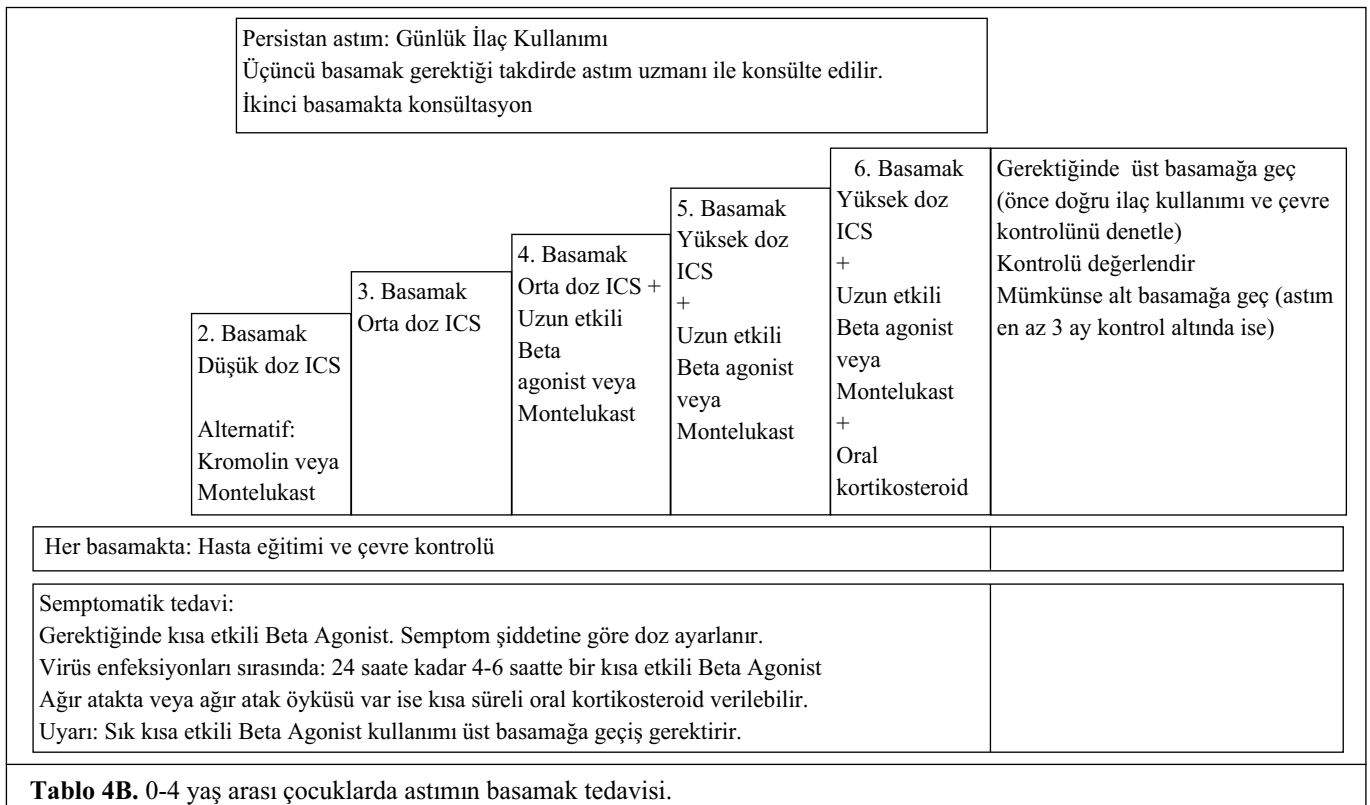 Persistan astım: Günlük İlaç Kullanımı
Üçüncü basamak gerektiği takdirde astım uzmanı ile konsülte edilir.
İkinci basamakta konsültasyon
2. Basamak
Düşük doz ICS
Alternatif:
Kromolin veya
Montelukast
3. Basamak
Orta doz ICS
4. Basamak
Orta doz ICS +
Uzun etkili
Beta
agonist veya
Montelukast
5. Basamak
Yüksek doz
ICS
+
Uzun etkili
Beta agonist
veya
Montelukast
6. Basamak
Yüksek doz
ICS
+
Uzun etkili
Beta agonist
veya
Montelukast
+
Oral
kortikosteroid
Gerektiğinde üst basamağa geç
(önce doğru ilaç kullanımı ve çevre
kontrolünü denetle)
Kontrolü değerlendir
Mümkünse alt basamağa geç (astım
en az 3 ay kontrol altında ise)
Her basamakta: Hasta eğitimi ve çevre kontrolü
Semptomatik tedavi:
Gerektiğinde kısa etkili Beta Agonist. Semptom şiddetine göre doz ayarlanır.
Virüs enfeksiyonları sırasında: 24 saate kadar 4-6 saatte bir kısa etkili Beta Agonist
Ağır atakta veya ağır atak öyküsü var ise kısa süreli oral kortikosteroid verilebilir.
Uyarı: Sık kısa etkili Beta Agonist kullanımı üst basamağa geçiş gerektirir.
Tablo 4B. 0-4 yaş arası çocuklarda astımın basamak tedavisi.